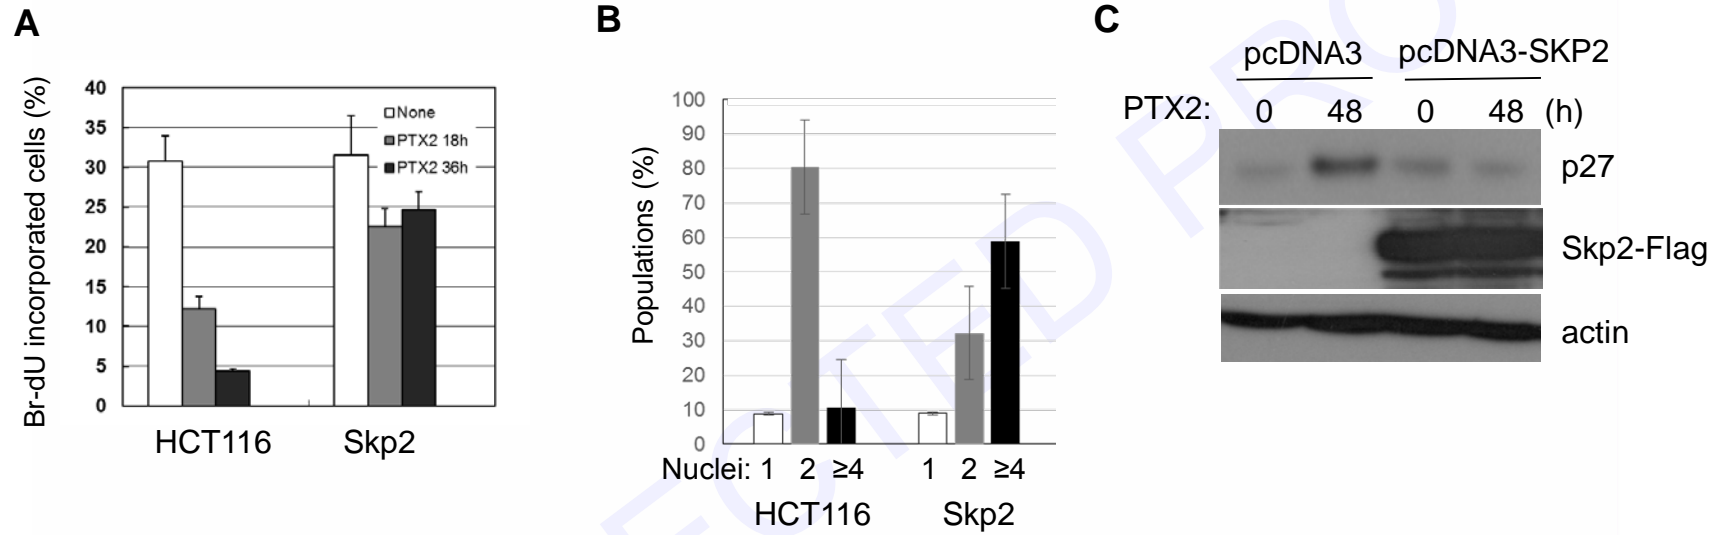 A
Br-dU incorporated cells (%)
40
35
30
25
20
15
10
5
0
None
PTX2 18h
PTX2 36h
HCT116 Skp2
B
Populations (%)
100
90
80
70
60
50
40
30
20
10
0
Nuclei: 1 2 ≥4 1 2 ≥4
HCT116 Skp2
C
pcDNA3 pcDNA3-SKP2
PTX2: 0 48 0 48 (h)
p27
Skp2-Flag
actin